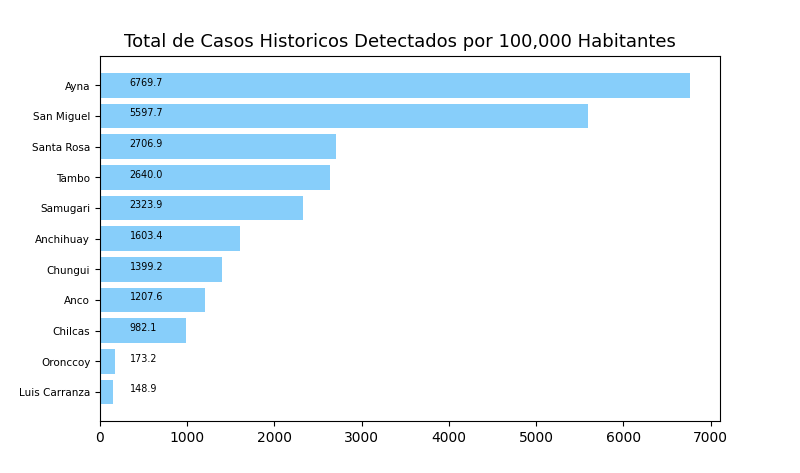 Total de Casos Historicos Detectados por 100,000 Habitantes
Ayna 6769.7
San Miguel 5597.7
Santa Rosa 2706.9
Tambo 2640.0
Samugari 2323.9
Anchihuay 1603.4
Chungui 1399.2
Anco 1207.6
Chilcas 982.1
Oronccoy 173.2
Luis Carranza 148.9
0 1000 2000 3000 4000 5000 6000 7000